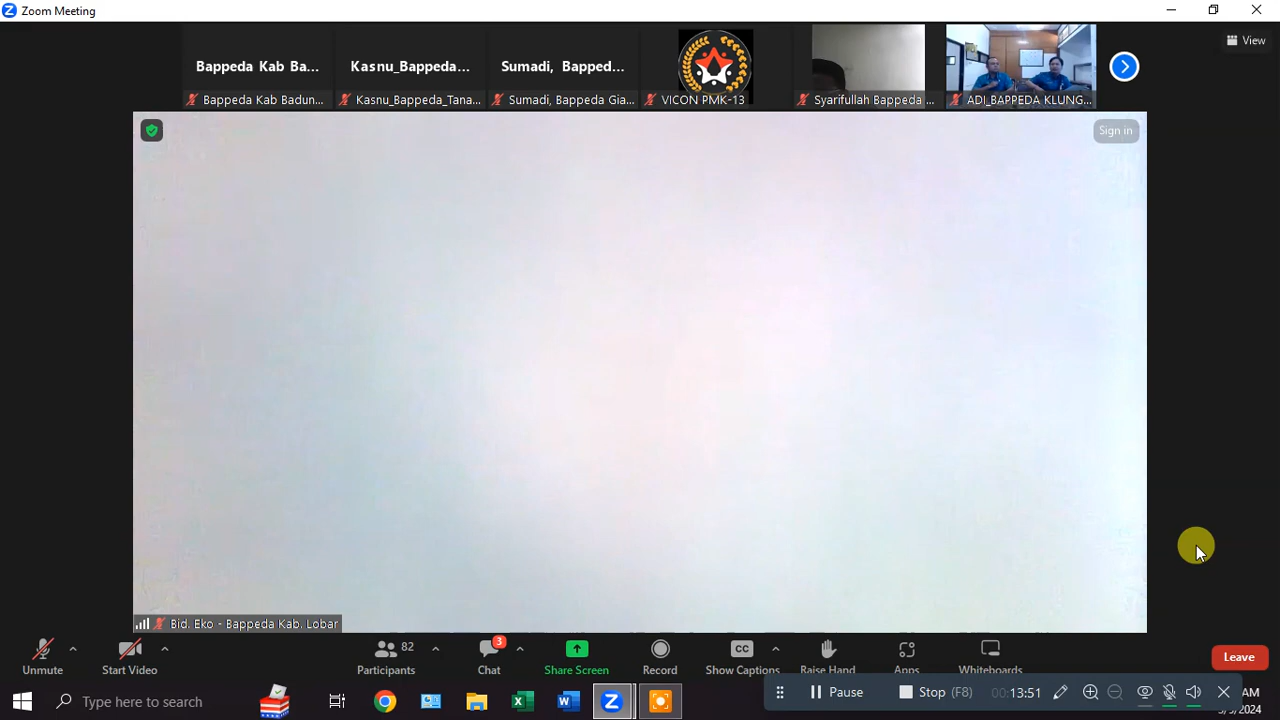 Zoom Meeting
View
Bappeda Kab Ba...
Kasnu_Bappeda...
Sumadi, Bapped...
Bappeda Kab Badun...
Kasnu_Bappeda_Tana...
Sumadi, Bappeda Gia...
VICON PMK-13
Syarifullah Bappeda ...
ADI_BAPPEDA KLUNG...
Sign in
Bid. Eko - Bappeda Kab. Lobar
Unmute
Start Video
Participants
82
Chat
3
Share Screen
Record
CC
Show Captions
Raise Hand
Apps
Whiteboards
Leave
Type here to search
Pause
Stop (F8)
00:13:51
AM